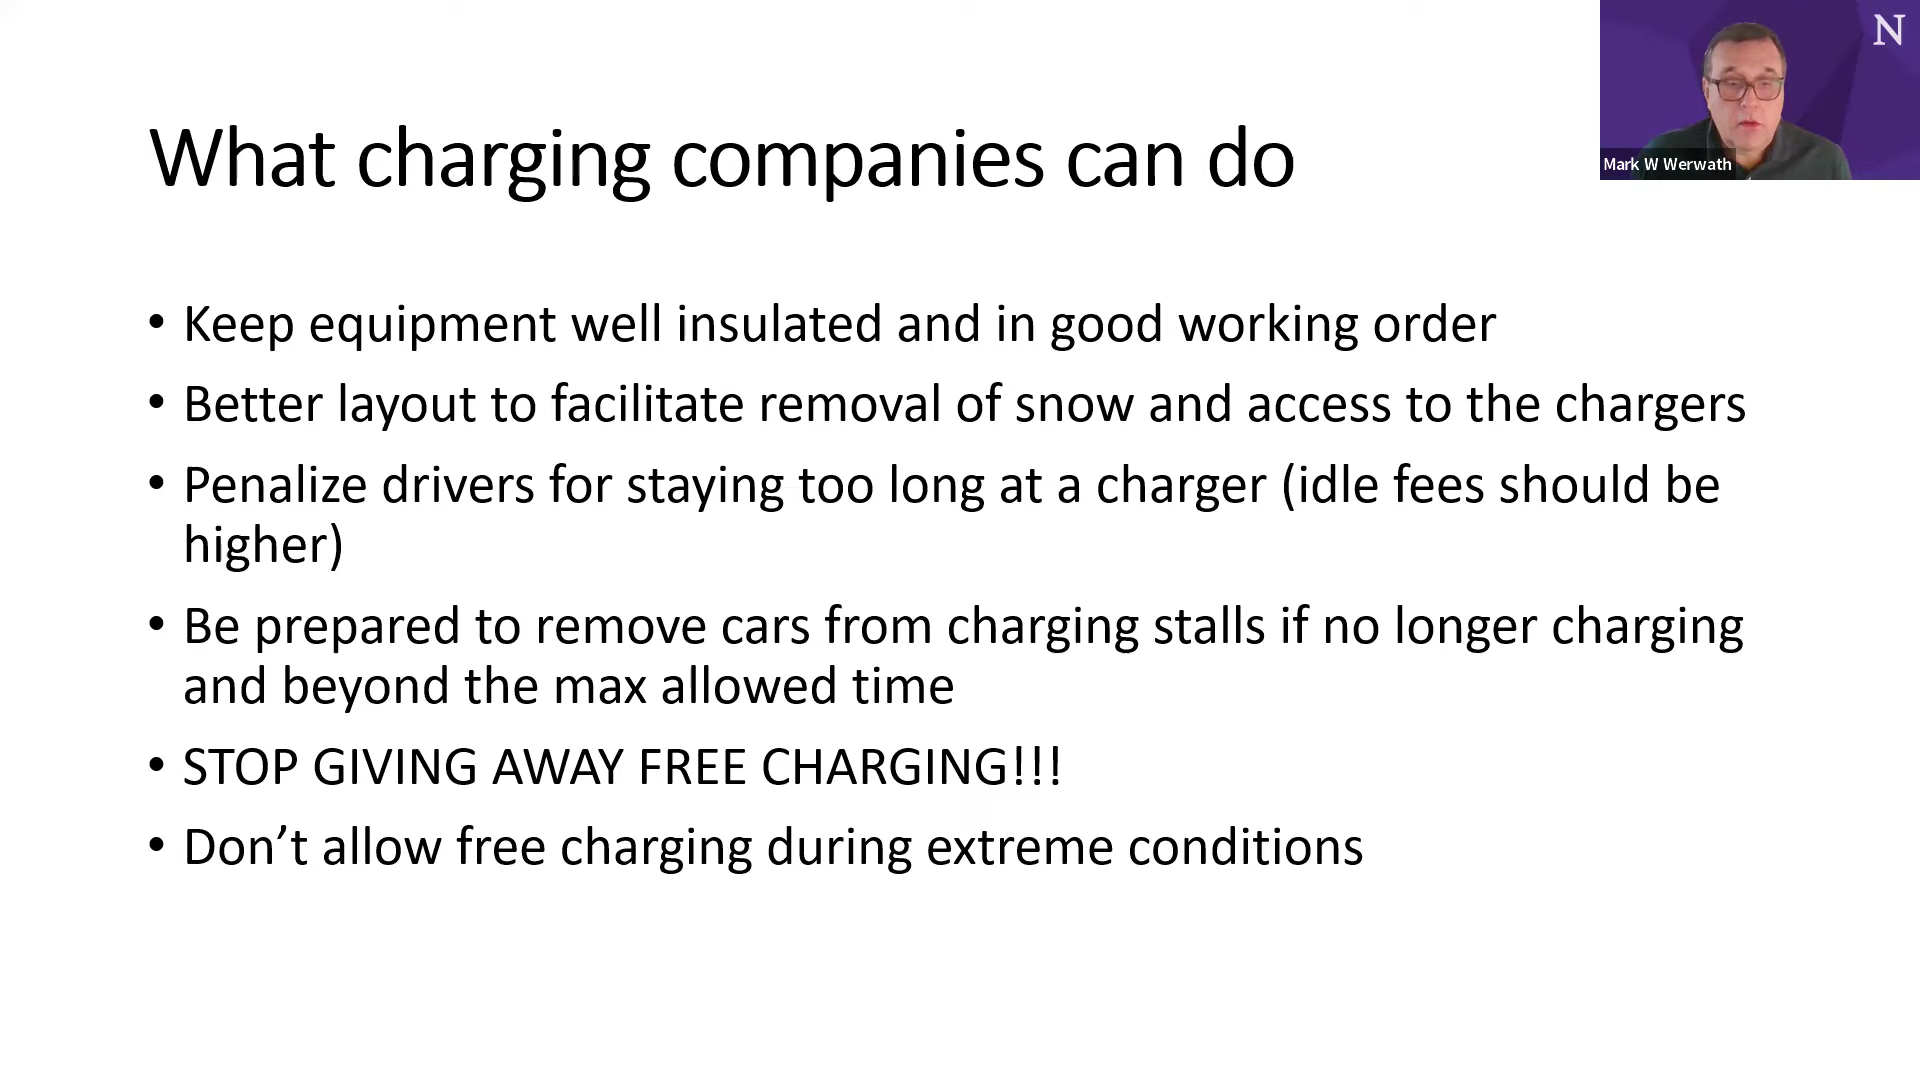 N
Mark W Werwath
What charging companies can do
• Keep equipment well insulated and in good working order
• Better layout to facilitate removal of snow and access to the chargers
• Penalize drivers for staying too long at a charger (idle fees should be
higher)
• Be prepared to remove cars from charging stalls if no longer charging
and beyond the max allowed time
• STOP GIVING AWAY FREE CHARGING!!!
• Don’t allow free charging during extreme conditions